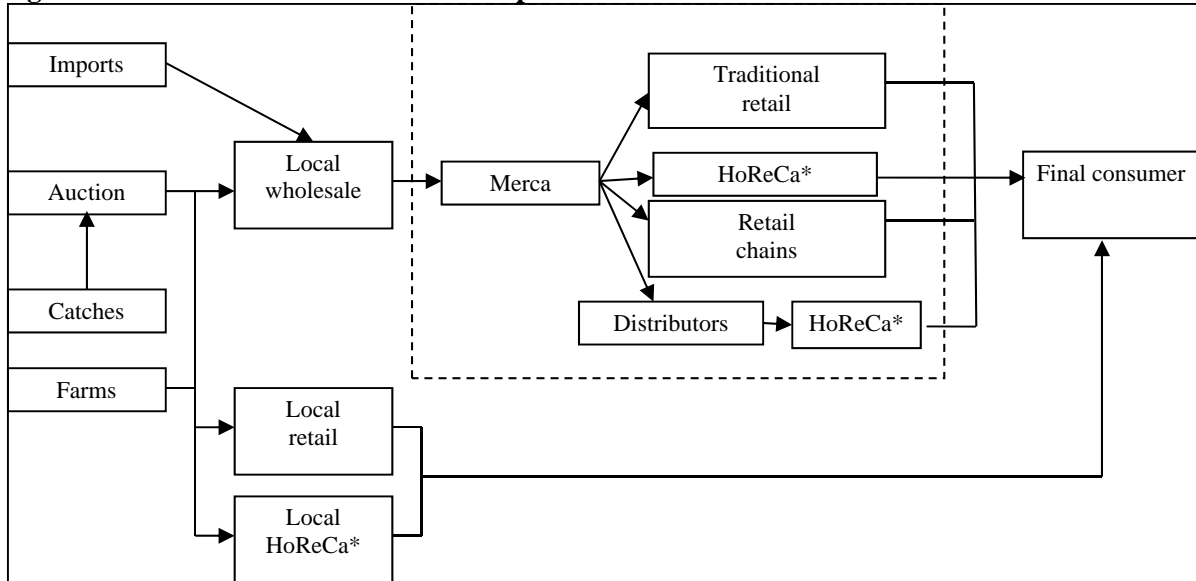 Imports
Traditional
retail
Local
wholesale
Auction
Merca
HoReCa*
Final consumer
Retail
chains
Catches
Distributors
HoReCa*
Farms
Local
retail
Local
HoReCa*